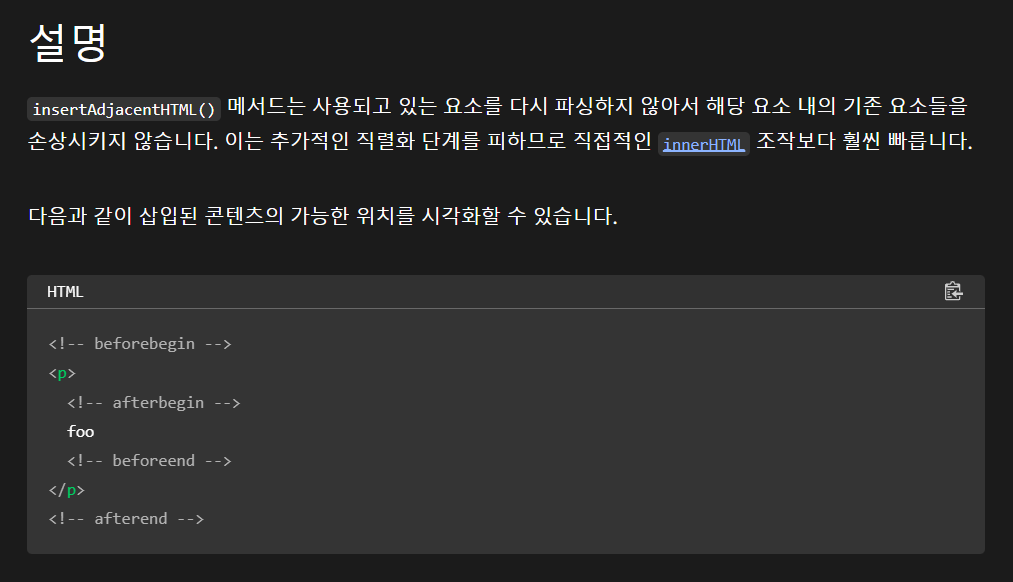 설명
insertAdjacentHTML() 메서드는 사용되고 있는 요소를 다시 파싱하지 않아서 해당 요소 내의 기존 요소들을
손상시키지 않습니다. 이는 추가적인 직렬화 단계를 피하므로 직접적인 innerHTML 조작보다 훨씬 빠릅니다.
다음과 같이 삽입된 콘텐츠의 가능한 위치를 시각화할 수 있습니다.
HTML
<!-- beforebegin -->
<p>
  <!-- afterbegin -->
  foo
  <!-- beforeend -->
</p>
<!-- afterend -->